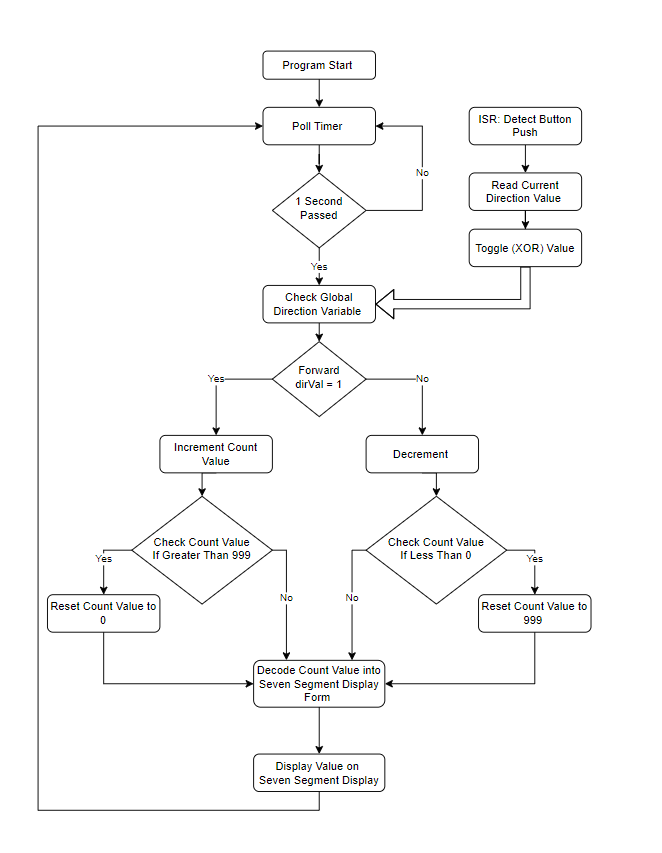 Program Start
Poll Timer
ISR: Detect Button
Push
No
1 Second
Passed
Read Current
Direction Value
Toggle (XOR) Value
Yes
Check Global
Direction Variable
Forward
dirVal = 1
Yes
No
Increment Count
Value
Decrement
Check Count Value
If Greater Than 999
Check Count Value
If Less Than 0
Yes
Yes
No
No
Reset Count Value to
0
Reset Count Value to
999
Decode Count Value into
Seven Segment Display
Form
Display Value on
Seven Segment Display